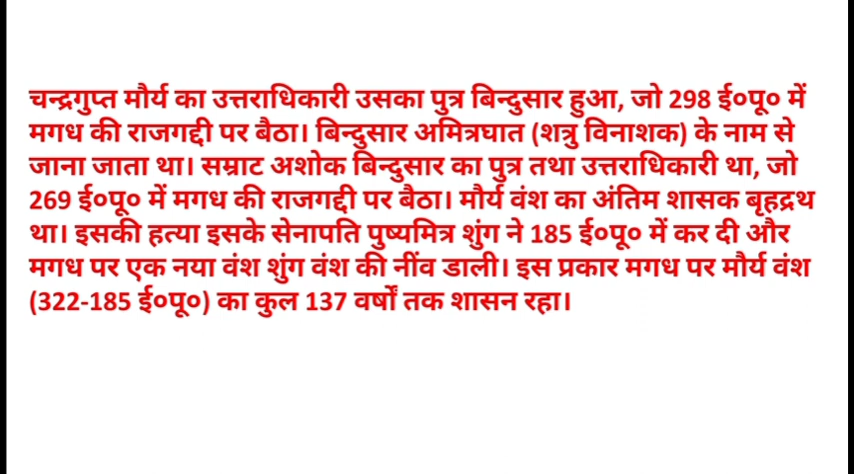 चन्द्रगुप्त मौर्य का उत्तराधिकारी उसका पुत्र बिन्दुसार हुआ, जो 298 ई०पू० में
मगध की राजगद्दी पर बैठा। बिन्दुसार अमित्रघात (शत्रु विनाशक) के नाम से
जाना जाता था। सम्राट अशोक बिन्दुसार का पुत्र तथा उत्तराधिकारी था, जो
269 ई०पू० में मगध की राजगद्दी पर बैठा। मौर्य वंश का अंतिम शासक बृहद्रथ
था। इसकी हत्या इसके सेनापति पुष्यमित्र शुंग ने 185 ई०पू० में कर दी और
मगध पर एक नया वंश शुंग वंश की नींव डाली। इस प्रकार मगध पर मौर्य वंश
(322-185 ई०पू०) का कुल 137 वर्षों तक शासन रहा।